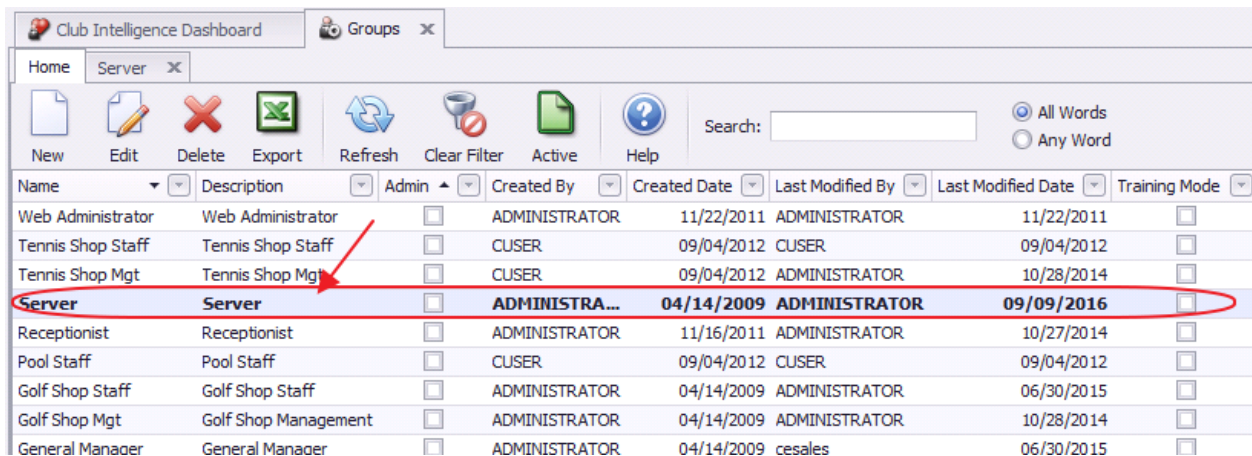 Club Intelligence Dashboard Groups
Home Server
New Edit Delete Export Refresh Clear Filter Active Help Search: All Words
Any Word
Name Description Admin Created By Created Date Last Modified By Last Modified Date Training Mode
Web Administrator Web Administrator ADMINISTRATOR 11/22/2011 ADMINISTRATOR 11/22/2011
Tennis Shop Staff Tennis Shop Staff CUSER 09/04/2012 CUSER 09/04/2012
Tennis Shop Mgt Tennis Shop Mgt CUSER 09/04/2012 ADMINISTRATOR 10/28/2014
Server Server ADMINISTRA... 04/14/2009 ADMINISTRATOR 09/09/2016
Receptionist Receptionist ADMINISTRATOR 11/16/2011 ADMINISTRATOR 10/27/2014
Pool Staff Pool Staff CUSER 09/04/2012 CUSER 09/04/2012
Golf Shop Staff Golf Shop Staff ADMINISTRATOR 04/14/2009 ADMINISTRATOR 06/30/2015
Golf Shop Mgt Golf Shop Management ADMINISTRATOR 04/14/2009 ADMINISTRATOR 10/28/2014
General Manager General Manager ADMINISTRATOR 04/14/2009 cesales 06/30/2015